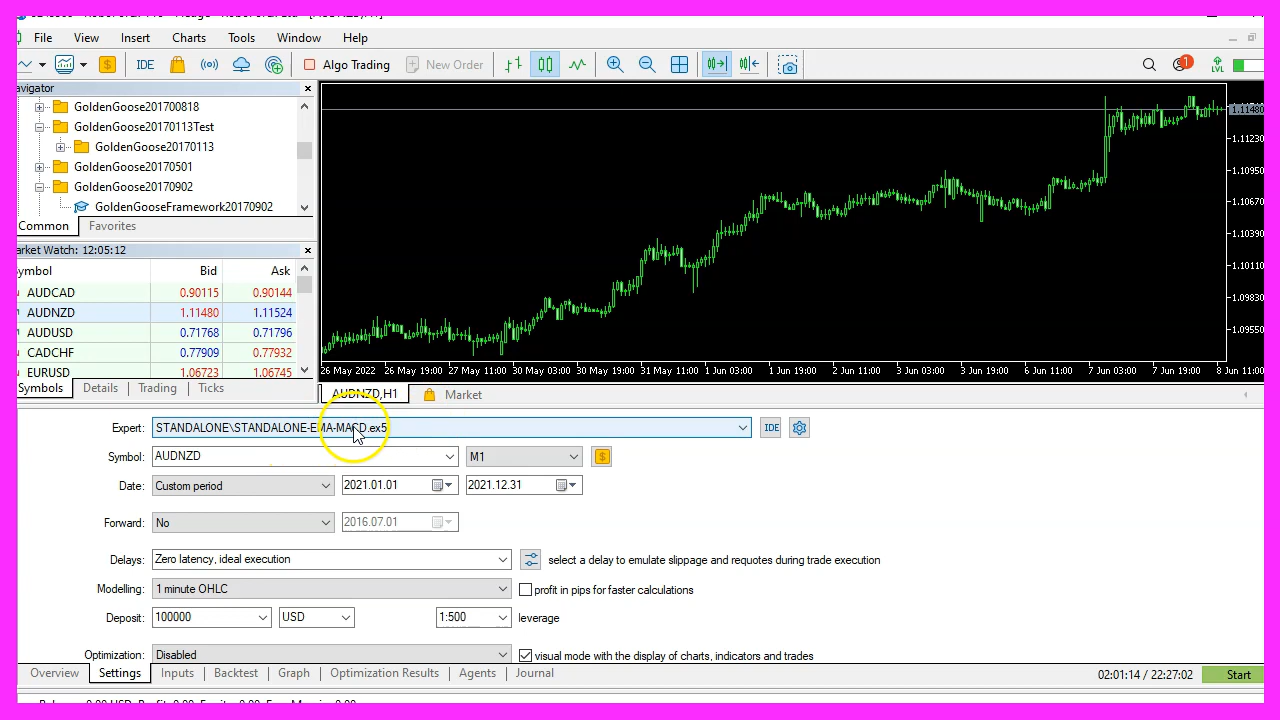 File View Insert Charts Tools Window Help
IDE Algo Trading New Order 1 LVL
avigator
GoldenGoose201700818
GoldenGoose20170113Test
GoldenGoose20170113
GoldenGoose20170501
GoldenGoose20170902
GoldenGooseFramework20170902
Common Favorites
arket Watch: 12:05:12
ymbol Bid Ask
AUDCAD 0.90115 0.90144
AUDNZD 1.11480 1.11524
AUDUSD 0.71768 0.71796
CADCHF 0.77909 0.77932
EURUSD 1.06723 1.06745
Symbols Details Trading Ticks
1.11480
1.11230
1.10950
1.10670
1.10390
1.10110
1.09830
1.09550
26 May 2022 26 May 19:00 27 May 11:00 30 May 03:00 30 May 19:00 31 May 11:00 1 Jun 03:00 1 Jun 19:00 2 Jun 11:00 3 Jun 03:00 3 Jun 19:00 6 Jun 11:00 7 Jun 03:00 7 Jun 19:00 8 Jun 11:00
AUDNZD,H1 Market
Expert: STANDALONE\STANDALONE-EMA-MACD.ex5 IDE
Symbol: AUDNZD M1
Date: Custom period 2021.01.01 2021.12.31
Forward: No 2016.07.01
Delays: Zero latency, ideal execution select a delay to emulate slippage and requotes during trade execution
Modelling: 1 minute OHLC profit in pips for faster calculations
Deposit: 100000 USD 1:500 leverage
Optimization: Disabled visual mode with the display of charts, indicators and trades
Overview Settings Inputs Backtest Graph Optimization Results Agents Journal 02:01:14 / 22:27:02 Start